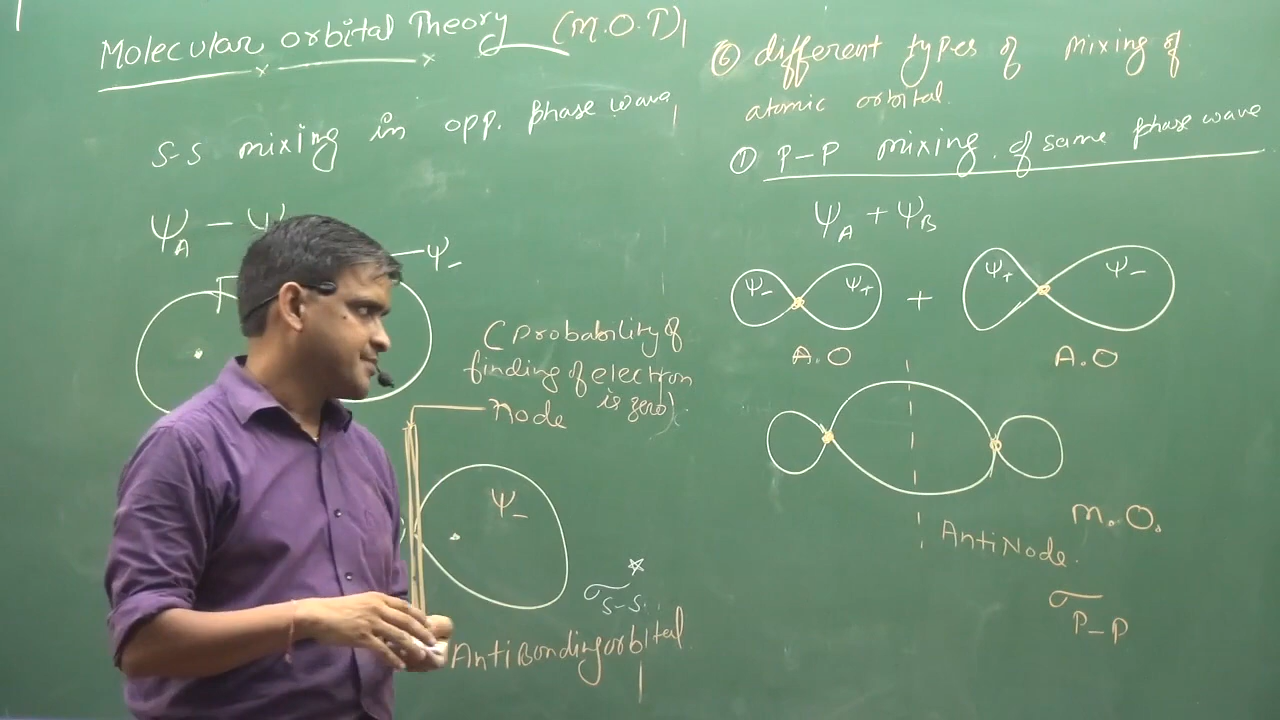 Molecular orbital Theory (M.O.T)
S-S mixing in opp. phase wave
ΨA - Ψ
Ψ-
(probability of
finding of electron
is zero)
Node
Ψ-
σ*S-S
AntiBonding orbital
⑥ different types of mixing of
atomic orbital.
① P-P mixing of same phase wave
ΨA + ΨB
Ψ- Ψ+ + Ψ+ Ψ-
A.O A.O
M.O.
AntiNode.
σP-P